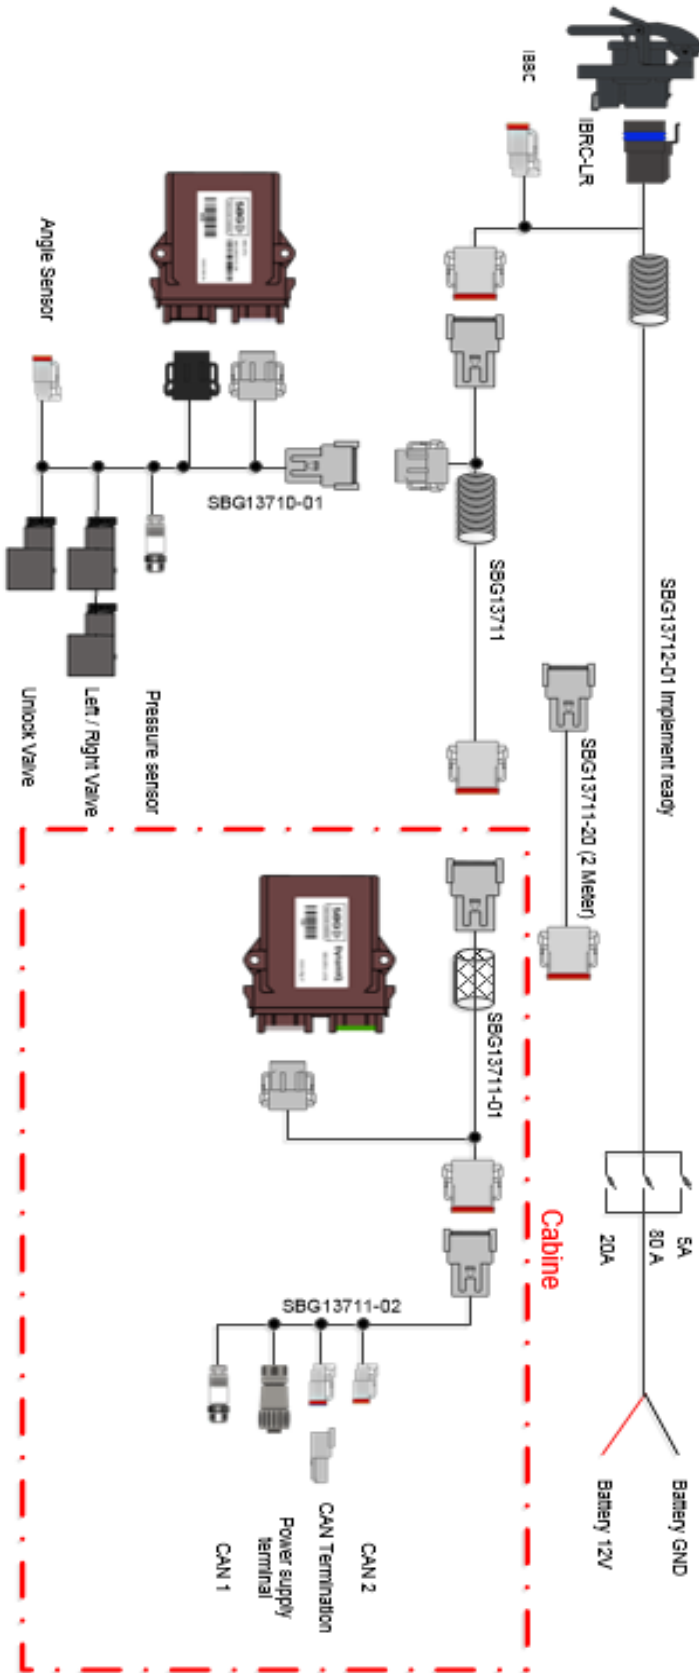 IBBC
IBRC-LR
SBG13712-01 Implement ready
5A
80 A
20A
Battery GND
Battery 12V
SBG13711
SBG13711-20 (2 Meter)
Angle Sensor
SBG13710-01
Pressure sensor
Left / Right Valve
Unlock Valve
Cabine
SBG13711-01
SBG13711-02
CAN 2
CAN Termination
Power supply
terminal
CAN 1